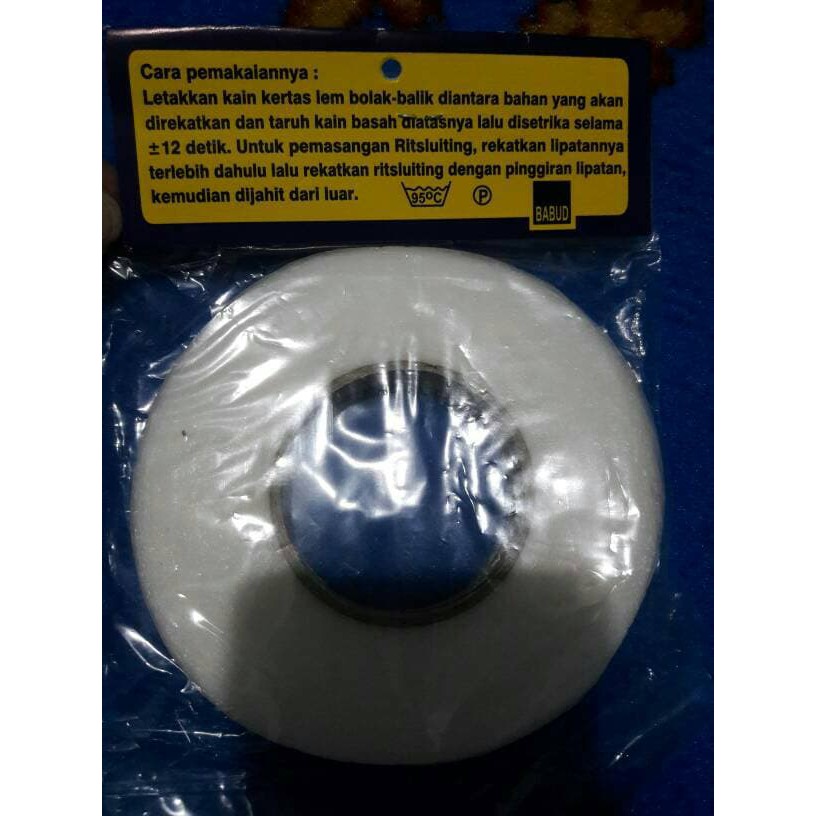 Cara pemakaiannya :
Letakkan kain kertas lem bolak-balik diantara bahan yang akan
direkatkan dan taruh kain basah diatasnya lalu disetrika selama
±12 detik. Untuk pemasangan Ritsluiting, rekatkan lipatannya
terlebih dahulu lalu rekatkan ritsluiting dengan pinggiran lipatan,
kemudian dijahit dari luar. 95°C P
BABUD